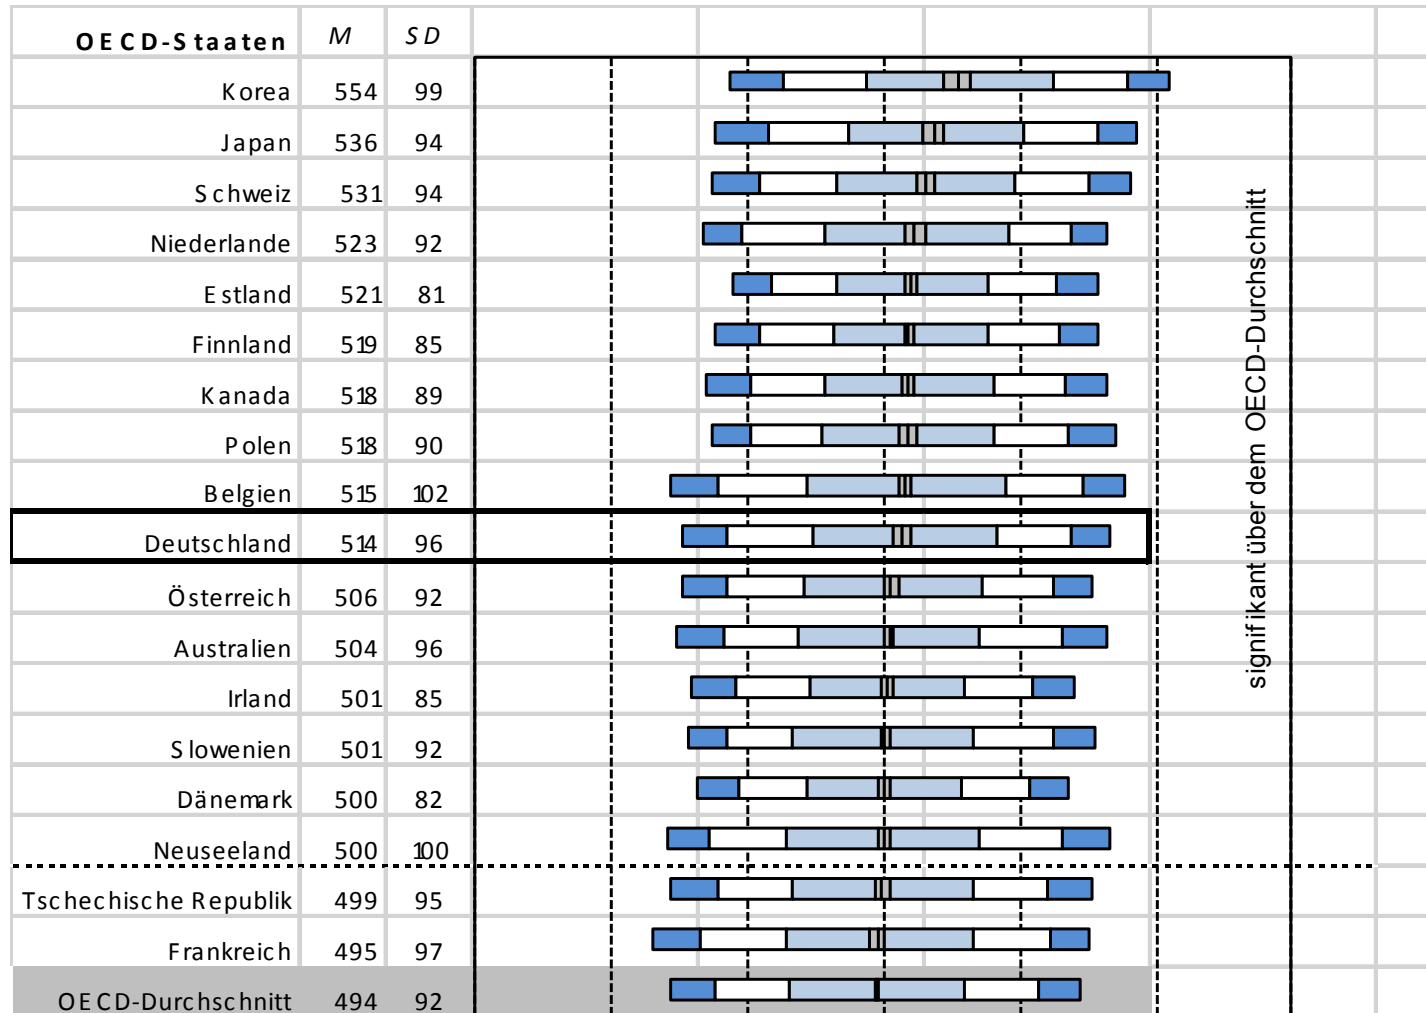 OECD-Staaten M SD
Korea 554 99
Japan 536 94
Schweiz 531 94
Niederlande 523 92
Estland 521 81
Finnland 519 85
Kanada 518 89
Polen 518 90
Belgien 515 102
Deutschland 514 96
Österreich 506 92
Australien 504 96
Irland 501 85
Slowenien 501 92
Dänemark 500 82
Neuseeland 500 100
Tschechische Republik 499 95
Frankreich 495 97
OECD-Durchschnitt 494 92
signifikant über dem OECD-Durchschnitt